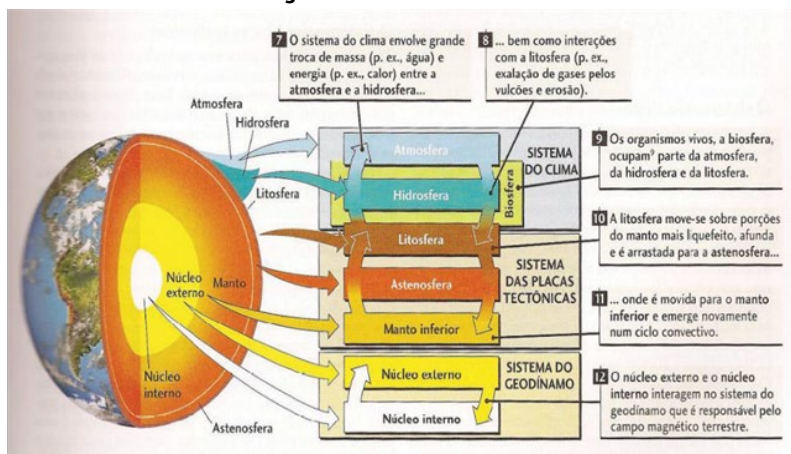 7 O sistema do clima envolve grande
troca de massa (p. ex., água) e
energia (p. ex., calor) entre a
atmosfera e a hidrosfera...
8 ... bem como interações
com a litosfera (p. ex.,
exalação de gases pelos
vulcões e erosão).
Atmosfera
Hidrosfera
Litosfera
Núcleo
externo
Manto
Núcleo
interno
Astenosfera
Atmosfera
Hidrosfera
Biosfera
SISTEMA
DO CLIMA
Litosfera
Astenosfera
Manto inferior
SISTEMA
DAS PLACAS
TECTÔNICAS
Núcleo externo
Núcleo interno
SISTEMA DO
GEODÍNAMO
9 Os organismos vivos, a biosfera,
ocupam⁹ parte da atmosfera,
da hidrosfera e da litosfera.
10 A litosfera move-se sobre porções
do manto mais liquefeito, afunda
e é arrastada para a astenosfera...
11 ... onde é movida para o manto
inferior e emerge novamente
num ciclo convectivo.
12 O núcleo externo e o núcleo
interno interagem no sistema do
geodínamo que é responsável pelo
campo magnético terrestre.